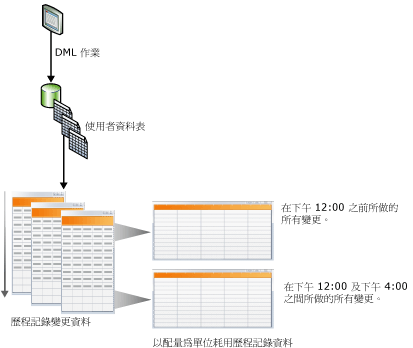 DML 作業
使用者資料表
在下午 12:00 之前所做的
所有變更。
在下午 12:00 及下午 4:00
之間所做的所有變更。
歷程記錄變更資料
以配量為單位耗用歷程記錄資料